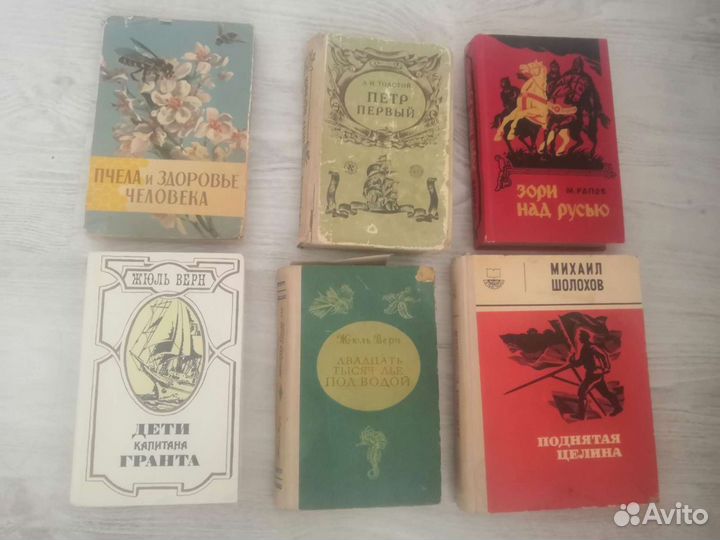 ПЧЕЛА и ЗДОРОВЬЕ
ЧЕЛОВЕКА
А.Н.ТОЛСТОЙ
ПЕТР
ПЕРВЫЙ
М.РАПОВ
ЗОРИ
НАД РУСЬЮ
ЖЮЛЬ ВЕРН
ДЕТИ
КАПИТАНА
ГРАНТА
Жюль Верн
ДВАДЦАТЬ
ТЫСЯЧ ЛЬЕ
ПОД ВОДОЙ
МИХАИЛ
ШОЛОХОВ
ПОДНЯТАЯ
ЦЕЛИНА
Avito